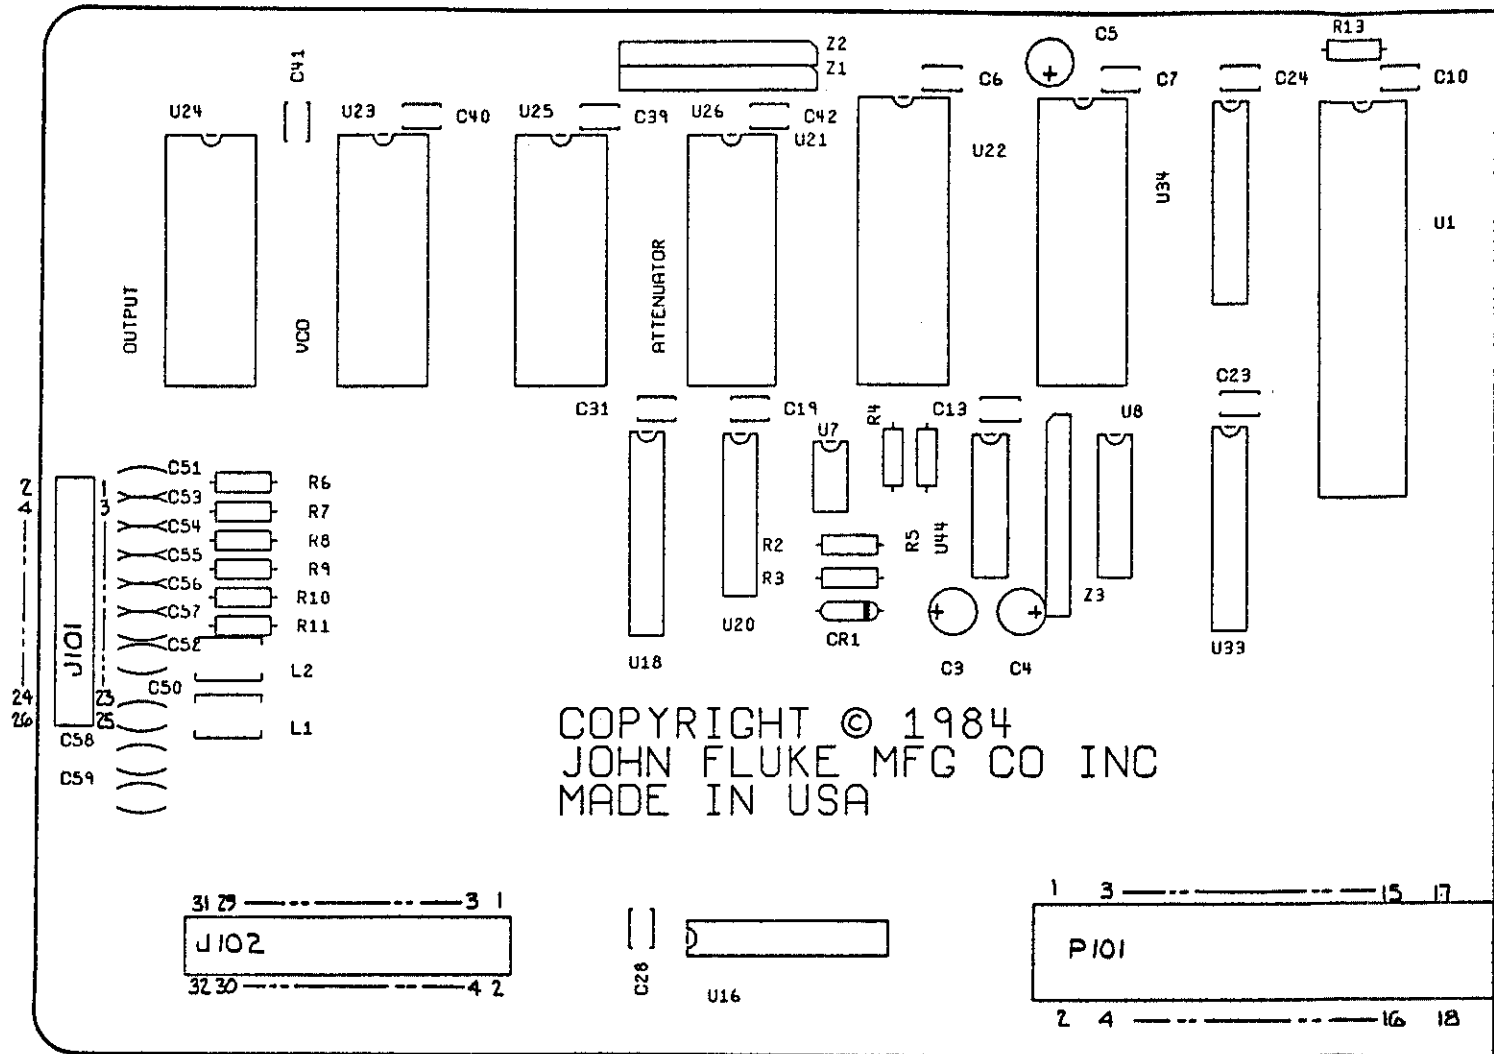 C5
R13
Z2
Z1
C41
C6
C7
C24
C10
U24
U23
C40
U25
C39
U26
C42
U21
U22
U34
U1
OUTPUT
VCO
ATTENUATOR
C31
C19
U7
R4
C13
U8
C23
C51
C53
C54
C55
C56
C57
C52
C50
R6
R7
R8
R9
R10
R11
L2
L1
2
4
1
3
J101
24
26
23
25
C58
C59
R2
R3
R5
U44
CR1
U18
U20
C3
C4
Z3
U33
COPYRIGHT © 1984
JOHN FLUKE MFG CO INC
MADE IN USA
31 29 3 1
J102
32 30 4 2
C28
U16
1 3 15 17
P101
2 4 16 18